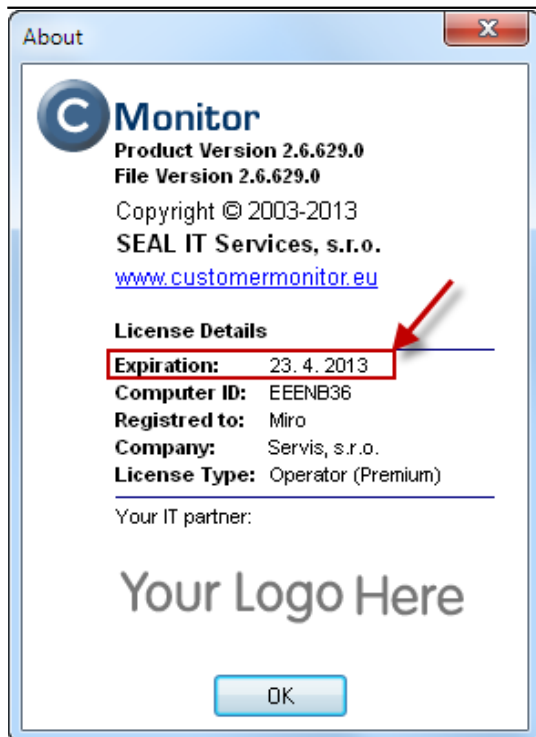 About
C Monitor
Product Version 2.6.629.0
File Version 2.6.629.0
Copyright © 2003-2013
SEAL IT Services, s.r.o.
www.customermonitor.eu
License Details
Expiration: 23. 4. 2013
Computer ID: EEENB36
Registred to: Miro
Company: Servis, s.r.o.
License Type: Operator (Premium)
Your IT partner:
Your Logo Here
OK